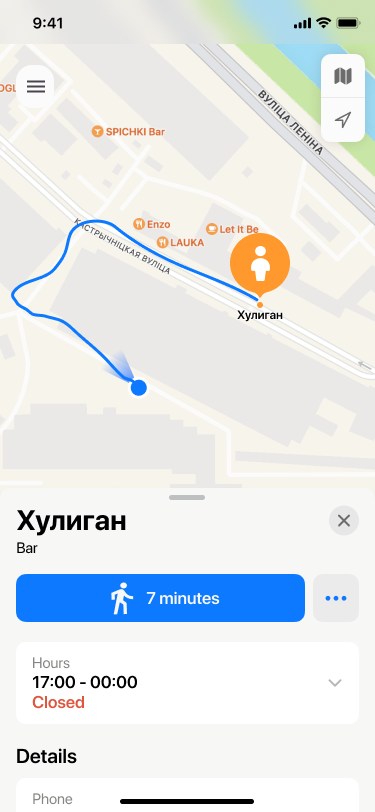 9:41
ВУЛІЦА ЛЕНІНА
SPICHKI Bar
Enzo
Let It Be
LAUKA
КАСТРЫЧНІЦКАЯ ВУЛІЦА
Хулиган
Хулиган
Bar
7 minutes
Hours
17:00 - 00:00
Closed
Details
Phone